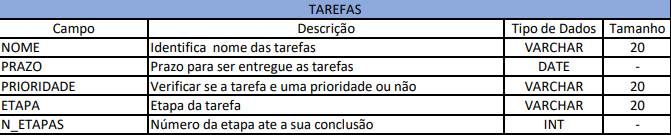 TAREFAS
Campo Descrição Tipo de Dados Tamanho
NOME Identifica nome das tarefas VARCHAR 20
PRAZO Prazo para ser entregue as tarefas DATE -
PRIORIDADE Verificar se a tarefa e uma prioridade ou não VARCHAR 20
ETAPA Etapa da tarefa VARCHAR 20
N_ETAPAS Número da etapa ate a sua conclusão INT -